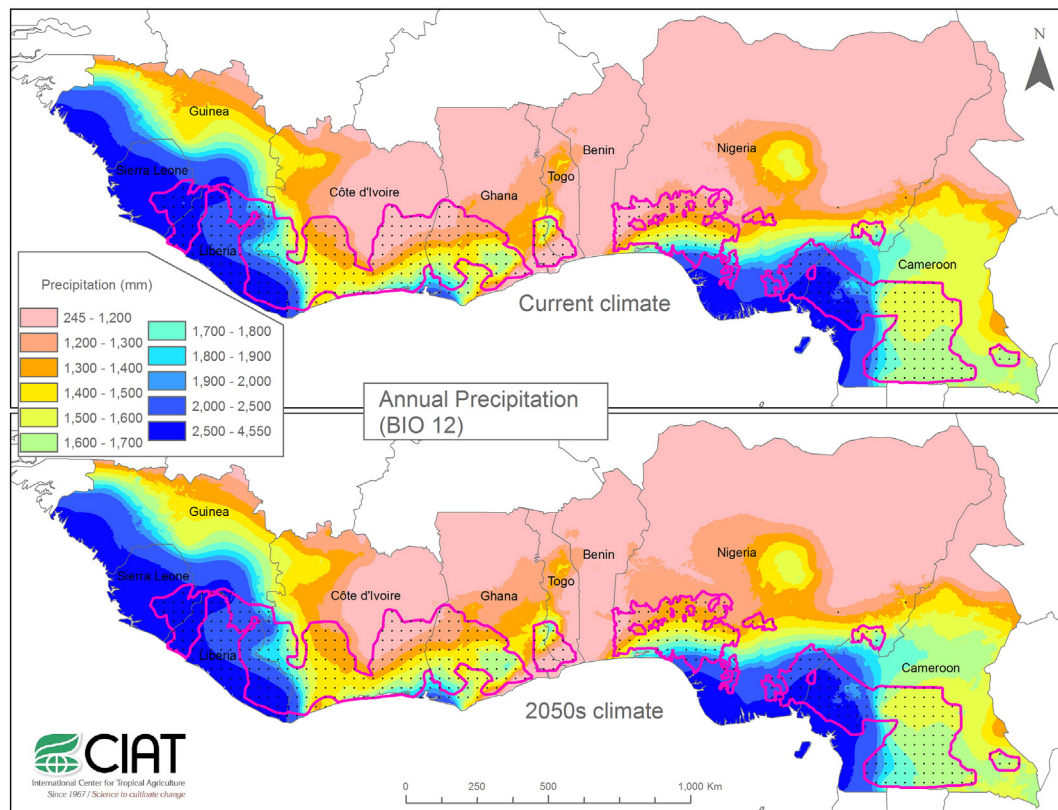 N
Guinea
Sierra Leone
Liberia
Côte d'Ivoire
Ghana
Togo
Benin
Nigeria
Cameroon
Current climate
Precipitation (mm)
245 - 1,200
1,200 - 1,300
1,300 - 1,400
1,400 - 1,500
1,500 - 1,600
1,600 - 1,700
1,700 - 1,800
1,800 - 1,900
1,900 - 2,000
2,000 - 2,500
2,500 - 4,550
Annual Precipitation
(BIO 12)
Guinea
Sierra Leone
Liberia
Côte d'Ivoire
Ghana
Togo
Benin
Nigeria
Cameroon
2050s climate
CIAT
International Center for Tropical Agriculture
Since 1967 / Science to cultivate change
0 250 500 1,000 Km